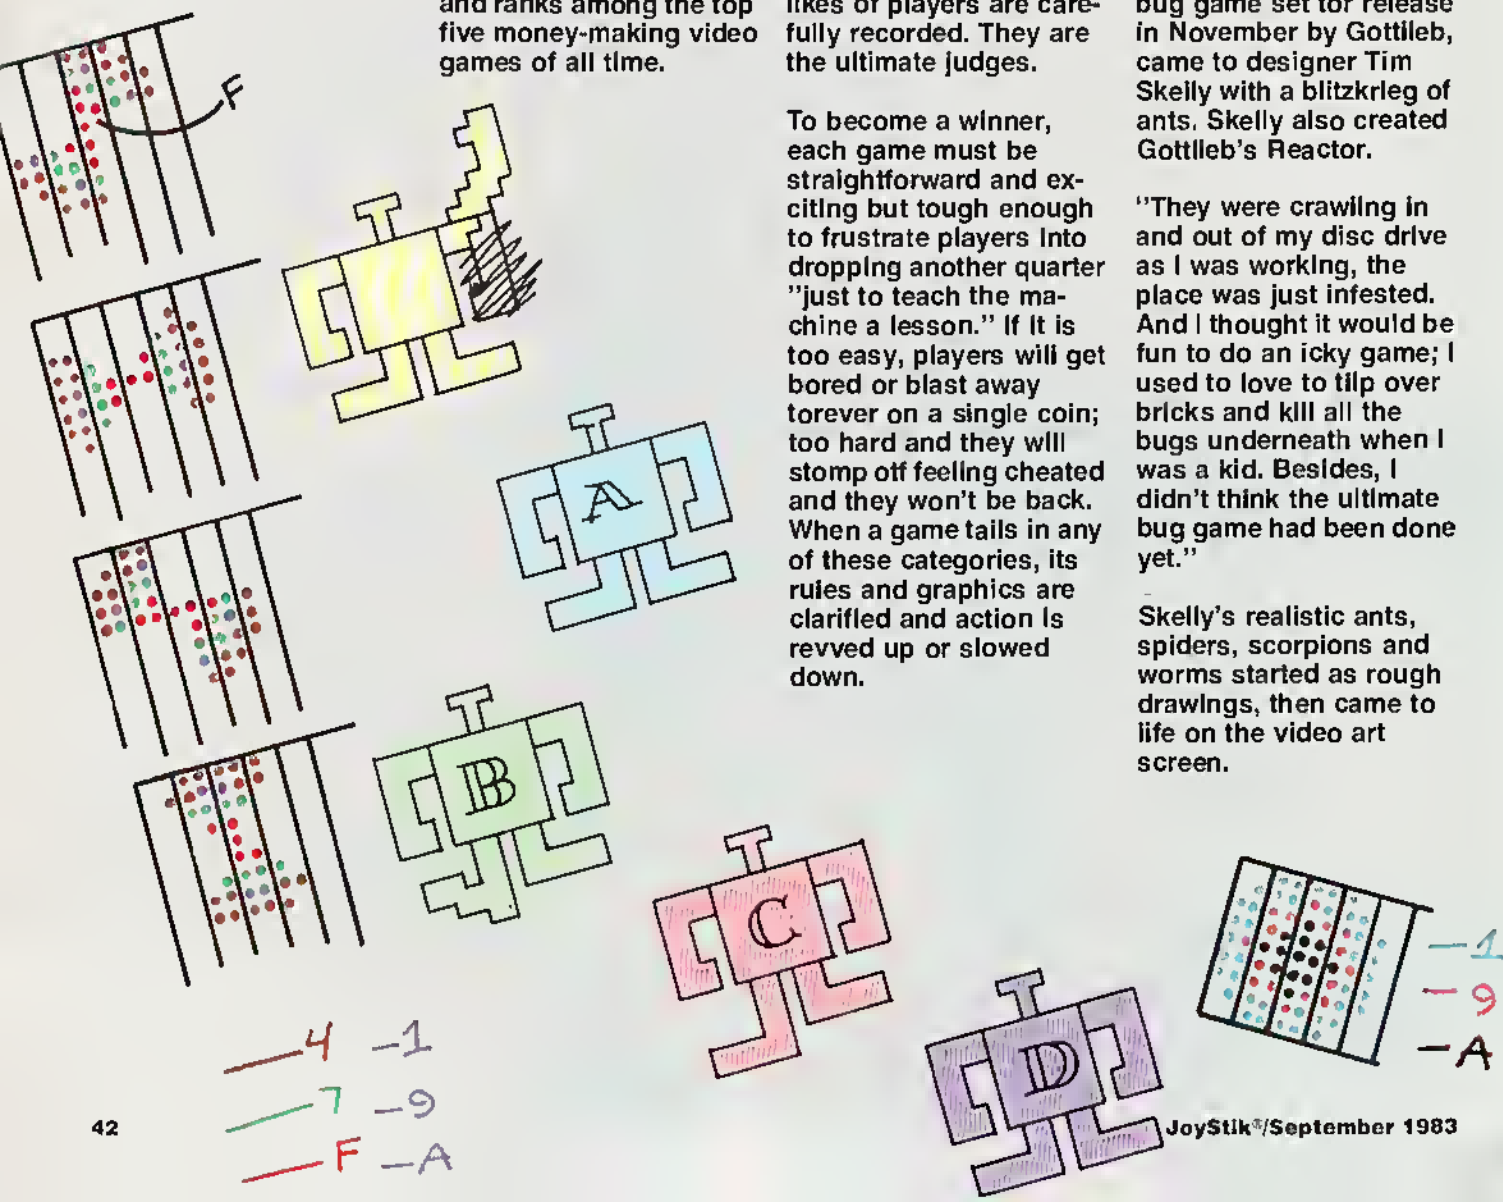 and ranks among the top
five money-making video
games of all time.
likes of players are care-
fully recorded. They are
the ultimate judges.
To become a winner,
each game must be
straightforward and ex-
citing but tough enough
to frustrate players into
dropping another quarter
"just to teach the ma-
chine a lesson." If it is
too easy, players will get
bored or blast away
forever on a single coin;
too hard and they will
stomp off feeling cheated
and they won't be back.
When a game fails in any
of these categories, its
rules and graphics are
clarified and action is
revved up or slowed
down.
bug game set for release
in November by Gottlieb,
came to designer Tim
Skelly with a blitzkrieg of
ants. Skelly also created
Gottlieb's Reactor.
"They were crawling in
and out of my disc drive
as I was working, the
place was just infested.
And I thought it would be
fun to do an icky game; I
used to love to flip over
bricks and kill all the
bugs underneath when I
was a kid. Besides, I
didn't think the ultimate
bug game had been done
yet."
Skelly's realistic ants,
spiders, scorpions and
worms started as rough
drawings, then came to
life on the video art
screen.
F
A
B
C
D
4 -1
7 -9
F -A
-1
-9
-A
42
JoyStik®/September 1983